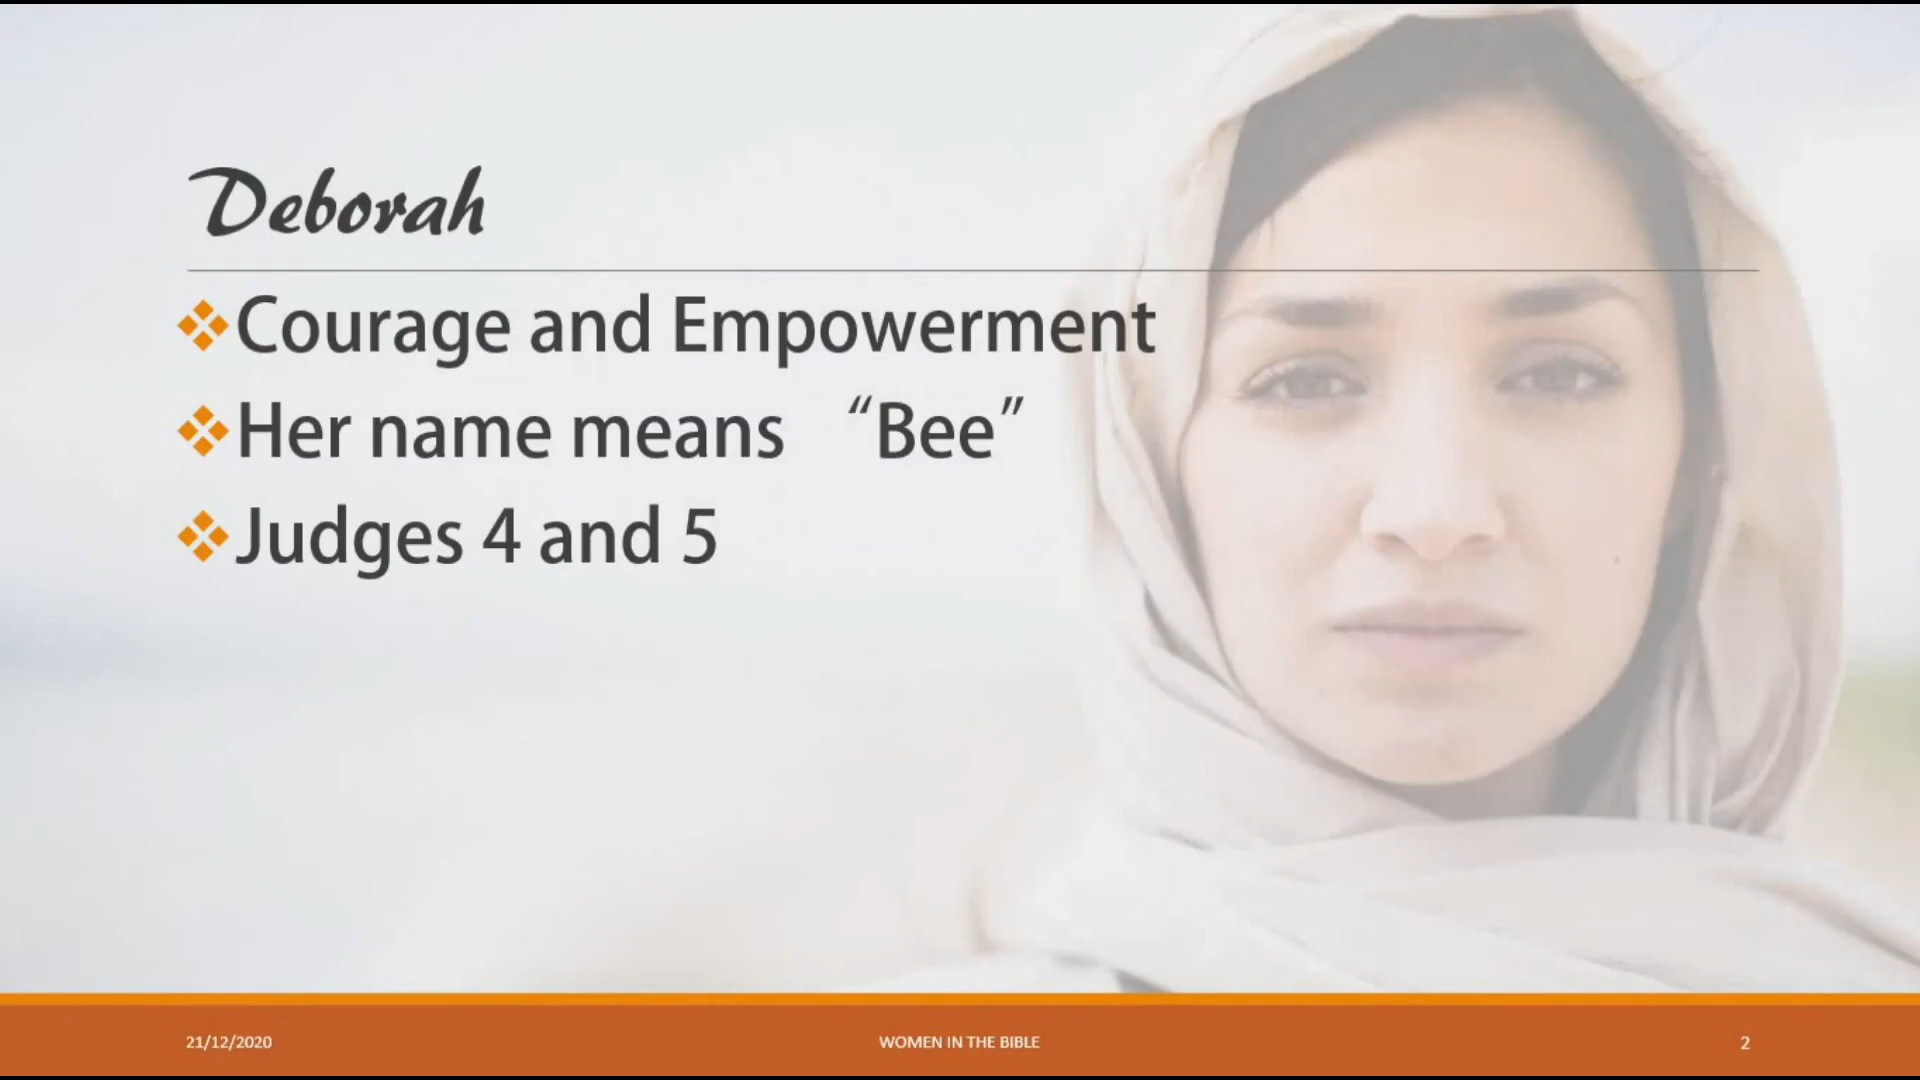 Deborah
Courage and Empowerment
Her name means “Bee”
Judges 4 and 5
21/12/2020
WOMEN IN THE BIBLE
2